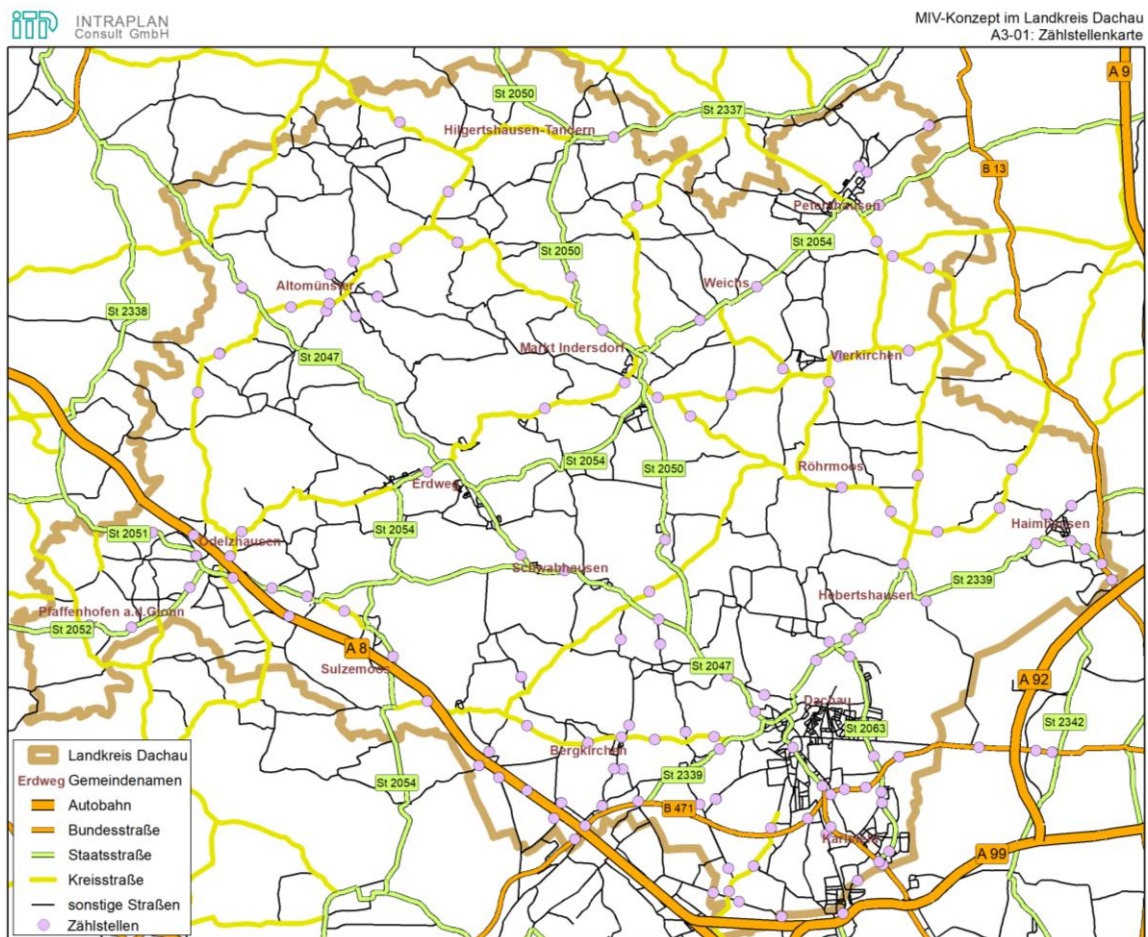 itp INTRAPLAN
Consult GmbH
MIV-Konzept im Landkreis Dachau
A3-01: Zählstellenkarte
A 9
St 2050
St 2337
Hilgertshausen-Tandern
B 13
Petershausen
St 2054
St 2050
Weichs
Altomünster
St 2338
St 2047
Markt Indersdorf
Vierkirchen
St 2054
St 2050
Röhrmoos
Erdweg
St 2054
St 2051
Odelzhausen
Haimhausen
Schwabhausen
St 2339
Hebertshausen
Pfaffenhofen a.d.Glonn
St 2052
A 8
Sulzemoos
St 2047
A 92
Dachau
St 2063
St 2342
Bergkirchen
St 2339
St 2054
B 471
Karlsfeld
A 99
Landkreis Dachau
Erdweg Gemeindenamen
Autobahn
Bundesstraße
Staatsstraße
Kreisstraße
sonstige Straßen
Zählstellen